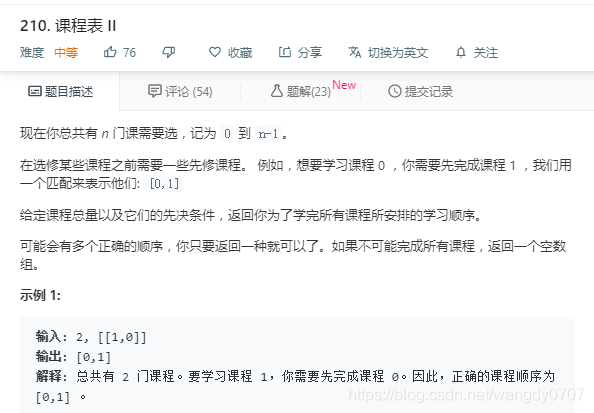 210. 课程表 II
难度 中等 76 收藏 分享 切换为英文 关注
题目描述 评论 (54) 题解(23) New 提交记录
现在你总共有 n 门课需要选，记为 0 到 n-1。
在选修某些课程之前需要一些先修课程。 例如，想要学习课程 0 ，你需要先完成课程 1 ，我们用
一个匹配来表示他们: [0,1]
给定课程总量以及它们的先决条件，返回你为了学完所有课程所安排的学习顺序。
可能会有多个正确的顺序，你只要返回一种就可以了。如果不可能完成所有课程，返回一个空数
组。
示例 1:
输入: 2, [[1,0]]
输出: [0,1]
解释: 总共有 2 门课程。要学习课程 1，你需要先完成课程 0。因此，正确的课程顺序为
[0,1] 。
https://blog.csdn.net/wangdy0707